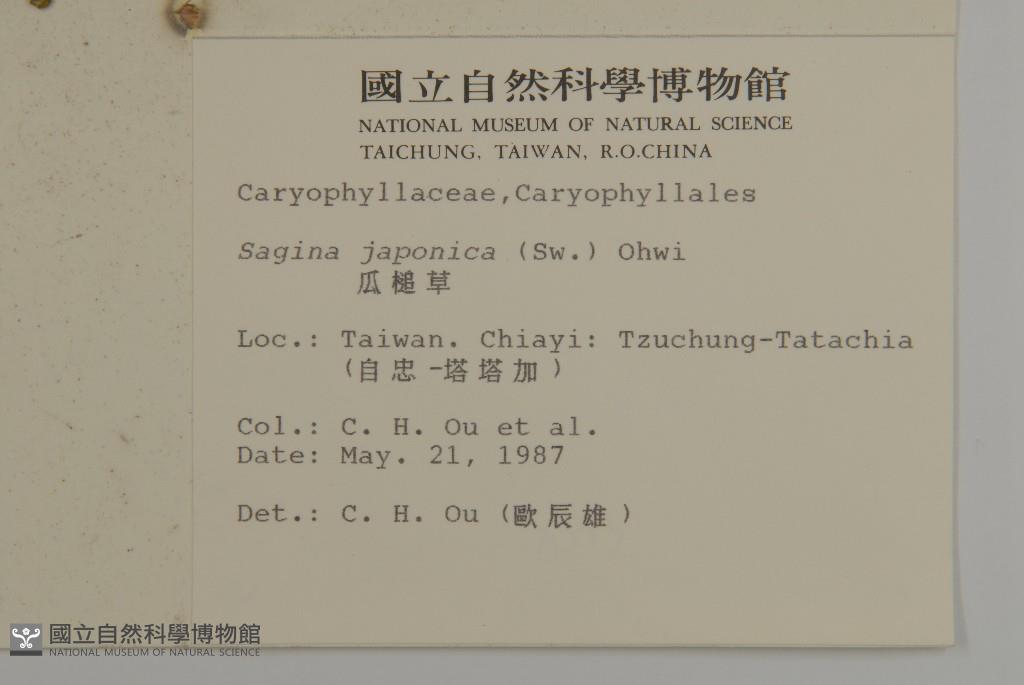 國立自然科學博物館
NATIONAL MUSEUM OF NATURAL SCIENCE
TAICHUNG, TAIWAN, R.O.CHINA
Caryophyllaceae,Caryophyllales
Sagina japonica (Sw.) Ohwi
瓜槌草
Loc.: Taiwan. Chiayi: Tzuchung-Tatachia
(自忠-塔塔加)
Col.: C. H. Ou et al.
Date: May. 21, 1987
Det.: C. H. Ou (歐辰雄)
國立自然科學博物館
NATIONAL MUSEUM OF NATURAL SCIENCE